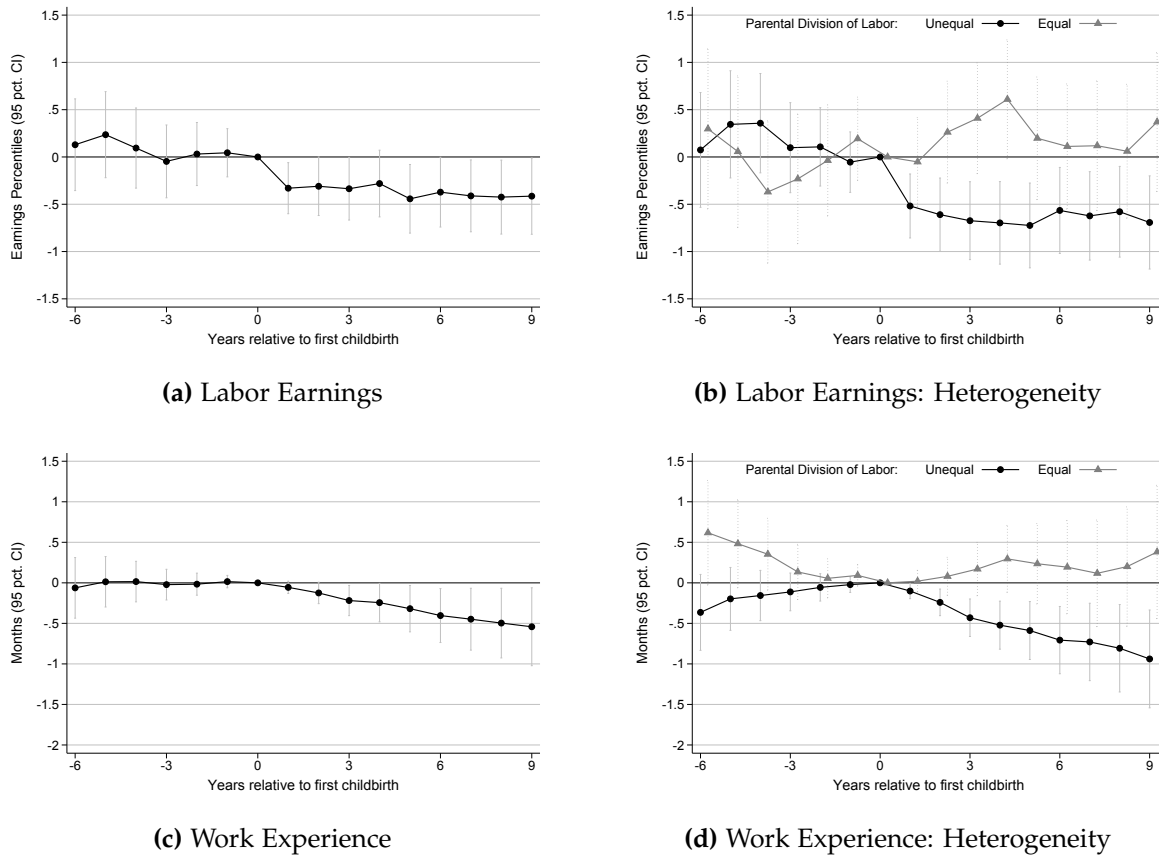 1.5
1
.5
0
-.5
-1
-1.5
Earnings Percentiles (95 pct. CI)
-6 -3 0 3 6 9
Years relative to first childbirth
(a) Labor Earnings
Parental Division of Labor: Unequal Equal
1.5
1
.5
0
-.5
-1
-1.5
Earnings Percentiles (95 pct. CI)
-6 -3 0 3 6 9
Years relative to first childbirth
(b) Labor Earnings: Heterogeneity
1.5
1
.5
0
-.5
-1
-1.5
-2
Months (95 pct. CI)
-6 -3 0 3 6 9
Years relative to first childbirth
(c) Work Experience
Parental Division of Labor: Unequal Equal
1.5
1
.5
0
-.5
-1
-1.5
-2
Months (95 pct. CI)
-6 -3 0 3 6 9
Years relative to first childbirth
(d) Work Experience: Heterogeneity